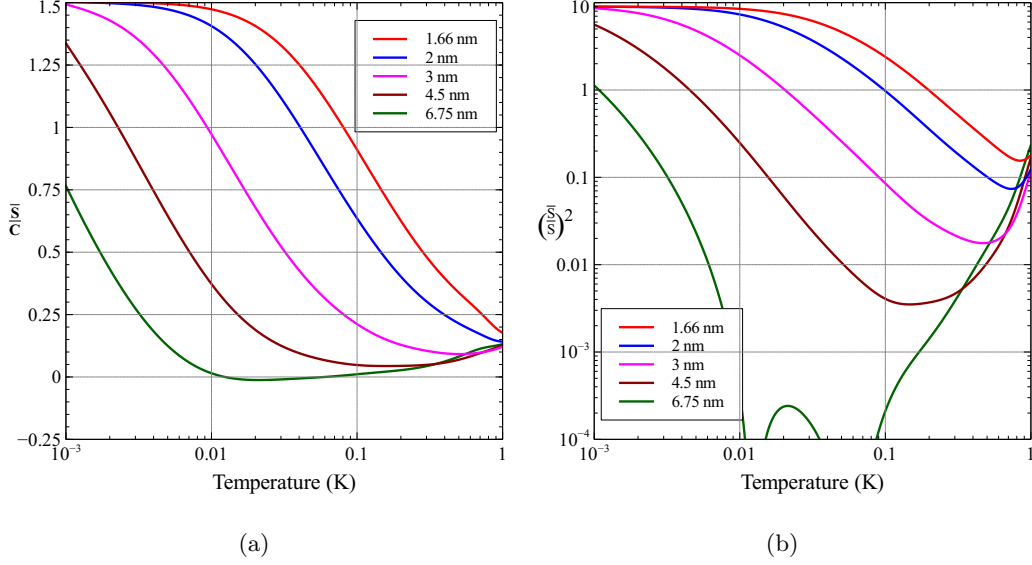 1.5
1.25
1
0.75
0.5
0.25
0
−0.25
S̅
C̅
10⁻³
0.01
0.1
1
Temperature (K)
1.66 nm
2 nm
3 nm
4.5 nm
6.75 nm
(a)
10
1
0.1
0.01
10⁻³
10⁻⁴
10⁻³
0.01
0.1
1
Temperature (K)
1.66 nm
2 nm
3 nm
4.5 nm
6.75 nm
(b)